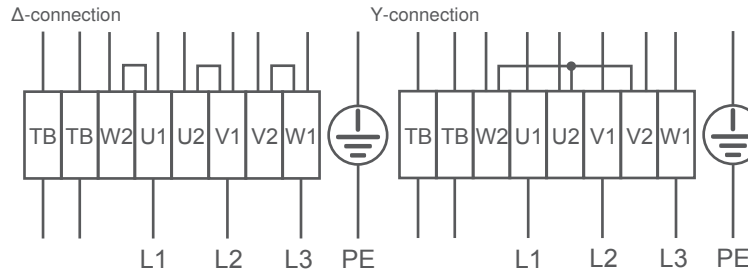 Δ-connection Y-connection
TB TB W2 U1 U2 V1 V2 W1 TB TB W2 U1 U2 V1 V2 W1
L1 L2 L3 PE L1 L2 L3 PE